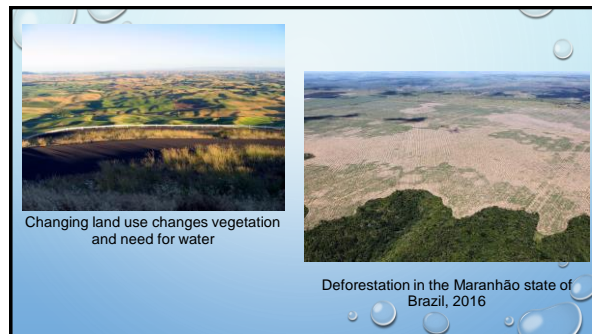 Changing land use changes vegetation
and need for water
Deforestation in the Maranhão state of
Brazil, 2016